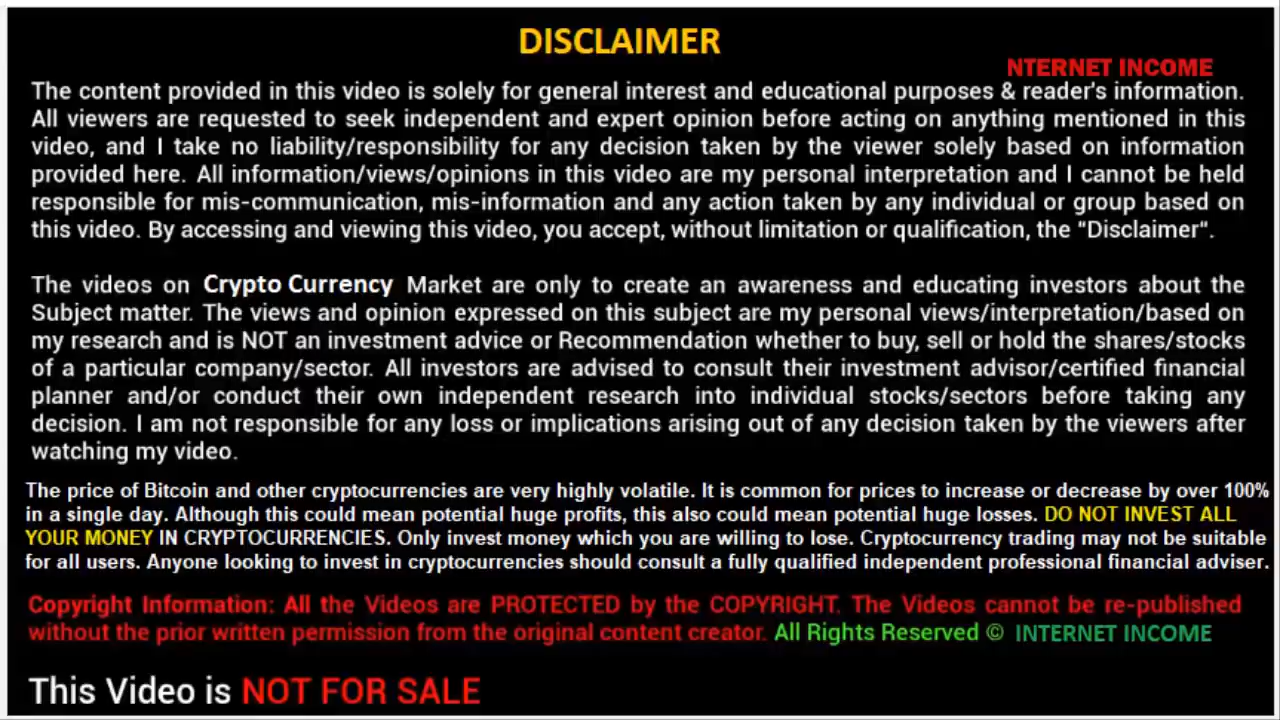 DISCLAIMER
NTERNET INCOME
The content provided in this video is solely for general interest and educational purposes & reader's information.
All viewers are requested to seek independent and expert opinion before acting on anything mentioned in this
video, and I take no liability/responsibility for any decision taken by the viewer solely based on information
provided here. All information/views/opinions in this video are my personal interpretation and I cannot be held
responsible for mis-communication, mis-information and any action taken by any individual or group based on
this video. By accessing and viewing this video, you accept, without limitation or qualification, the "Disclaimer".
The videos on Crypto Currency Market are only to create an awareness and educating investors about the
Subject matter. The views and opinion expressed on this subject are my personal views/interpretation/based on
my research and is NOT an investment advice or Recommendation whether to buy, sell or hold the shares/stocks
of a particular company/sector. All investors are advised to consult their investment advisor/certified financial
planner and/or conduct their own independent research into individual stocks/sectors before taking any
decision. I am not responsible for any loss or implications arising out of any decision taken by the viewers after
watching my video.
The price of Bitcoin and other cryptocurrencies are very highly volatile. It is common for prices to increase or decrease by over 100%
in a single day. Although this could mean potential huge profits, this also could mean potential huge losses. DO NOT INVEST ALL
YOUR MONEY IN CRYPTOCURRENCIES. Only invest money which you are willing to lose. Cryptocurrency trading may not be suitable
for all users. Anyone looking to invest in cryptocurrencies should consult a fully qualified independent professional financial adviser.
Copyright Information: All the Videos are PROTECTED by the COPYRIGHT. The Videos cannot be re-published
without the prior written permission from the original content creator. All Rights Reserved © INTERNET INCOME
This Video is NOT FOR SALE